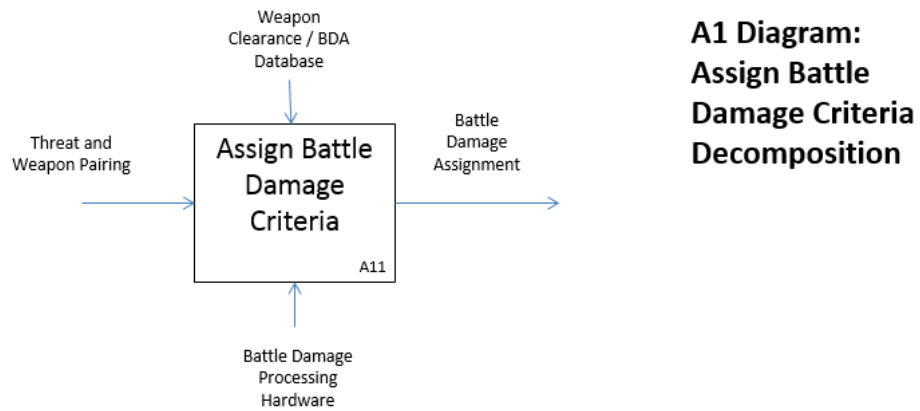 Weapon
Clearance / BDA
Database
A1 Diagram:
Assign Battle
Damage Criteria
Decomposition
Threat and
Weapon Pairing
Assign Battle
Damage
Criteria
A11
Battle
Damage
Assignment
Battle Damage
Processing
Hardware